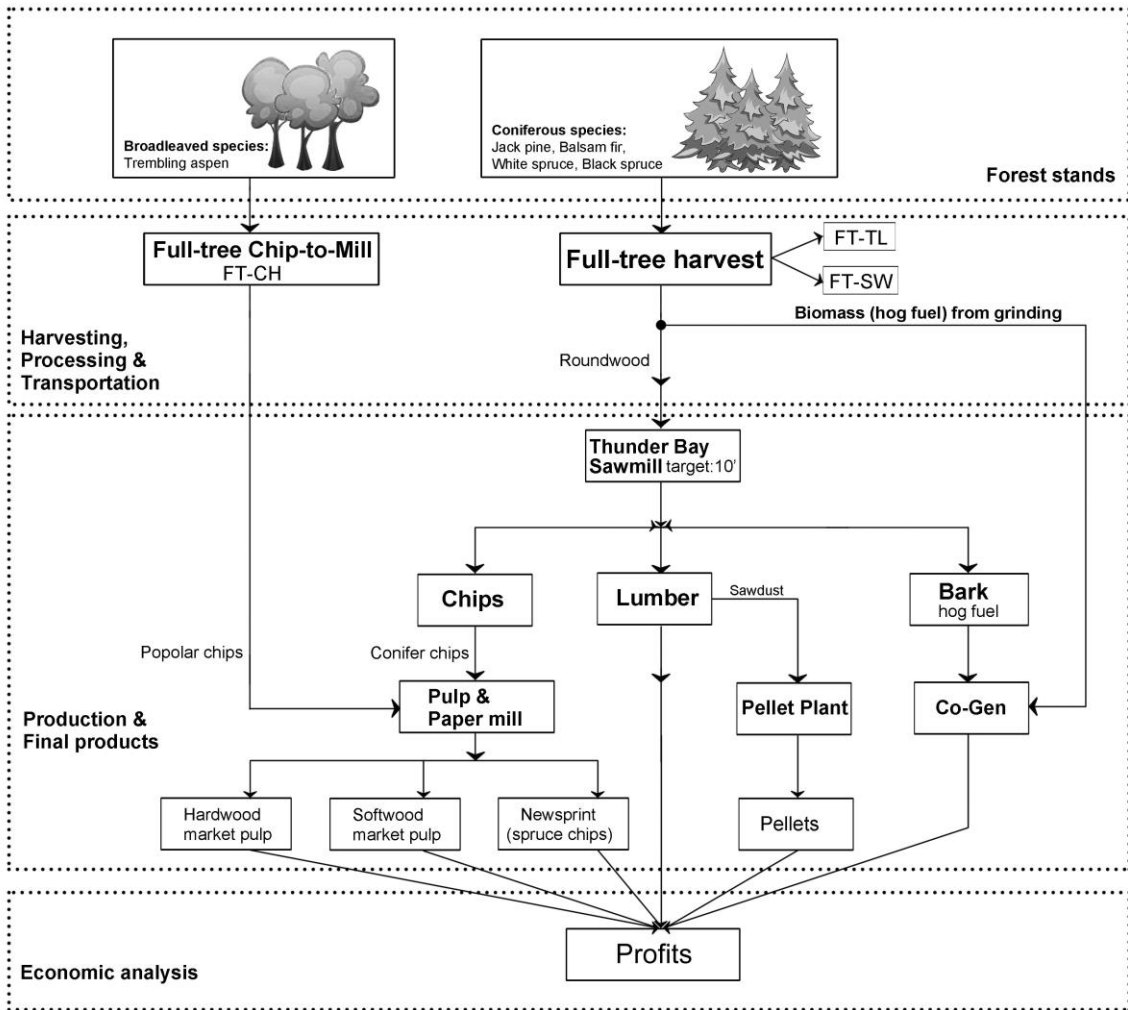 Broadleaved species:
Trembling aspen
Coniferous species:
Jack pine, Balsam fir,
White spruce, Black spruce
Forest stands
Full-tree Chip-to-Mill
FT-CH
Full-tree harvest
FT-TL
FT-SW
Biomass (hog fuel) from grinding
Harvesting,
Processing &
Transportation
Roundwood
Thunder Bay
Sawmill target:10'
Chips
Lumber
Sawdust
Bark
hog fuel
Popolar chips
Conifer chips
Pulp &
Paper mill
Pellet Plant
Co-Gen
Production &
Final products
Hardwood
market pulp
Softwood
market pulp
Newsprint
(spruce chips)
Pellets
Profits
Economic analysis